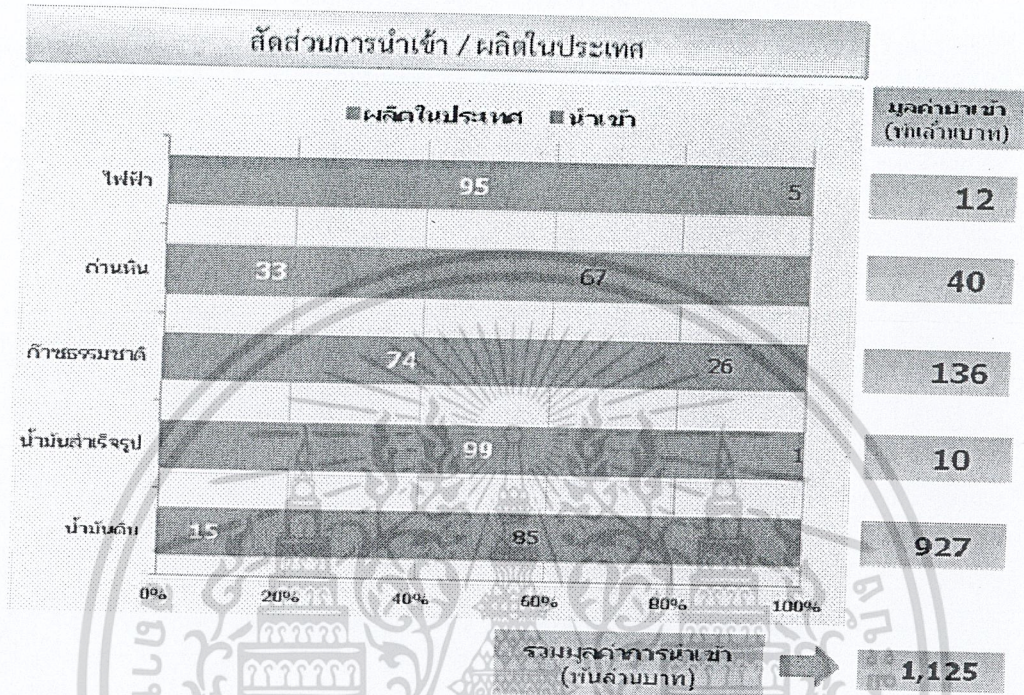 สัดส่วนการนำเข้า / ผลิตในประเทศ
ผลิตในประเทศ นำเข้า
มูลค่านำเข้า
(พันล้านบาท)
ไฟฟ้า 95 5 12
ถ่านหิน 33 67 40
ก๊าซธรรมชาติ 74 26 136
น้ำมันสำเร็จรูป 99 1 10
น้ำมันดิบ 15 85 927
0% 20% 40% 60% 80% 100%
รวมมูลค่าการนำเข้า
(พันล้านบาท)
1,125